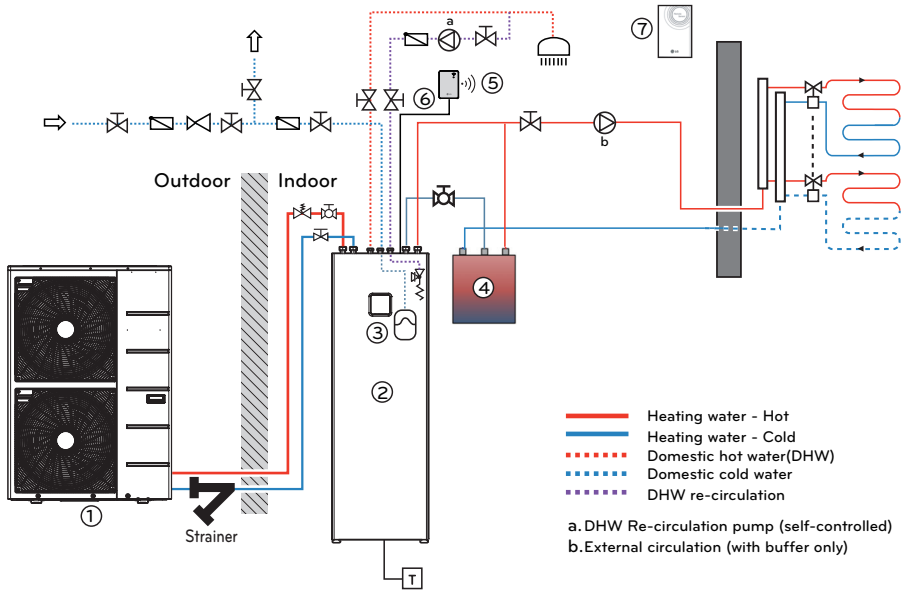 a
⑦
⑤
⑥
b
Outdoor
Indoor
④
③
②
Heating water - Hot
Heating water - Cold
Domestic hot water(DHW)
Domestic cold water
DHW re-circulation
①
Strainer
a. DHW Re-circulation pump (self-controlled)
b. External circulation (with buffer only)
T